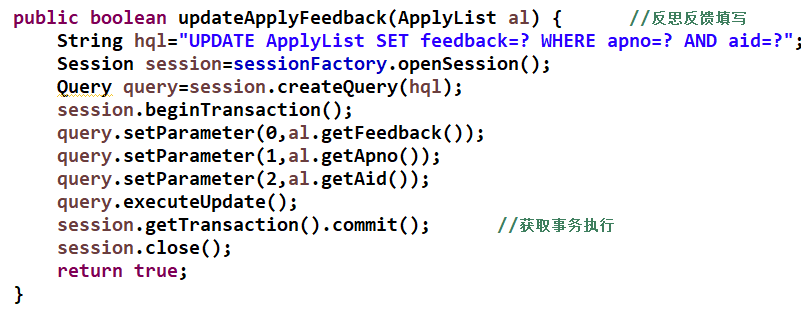 public boolean updateApplyFeedback(ApplyList al) {      //反思反馈填写
    String hql="UPDATE ApplyList SET feedback=? WHERE apno=? AND aid=?";
    Session session=sessionFactory.openSession();
    Query query=session.createQuery(hql);
    session.beginTransaction();
    query.setParameter(0,al.getFeedback());
    query.setParameter(1,al.getApno());
    query.setParameter(2,al.getAid());
    query.executeUpdate();
    session.getTransaction().commit();      //获取事务执行
    session.close();
    return true;
}